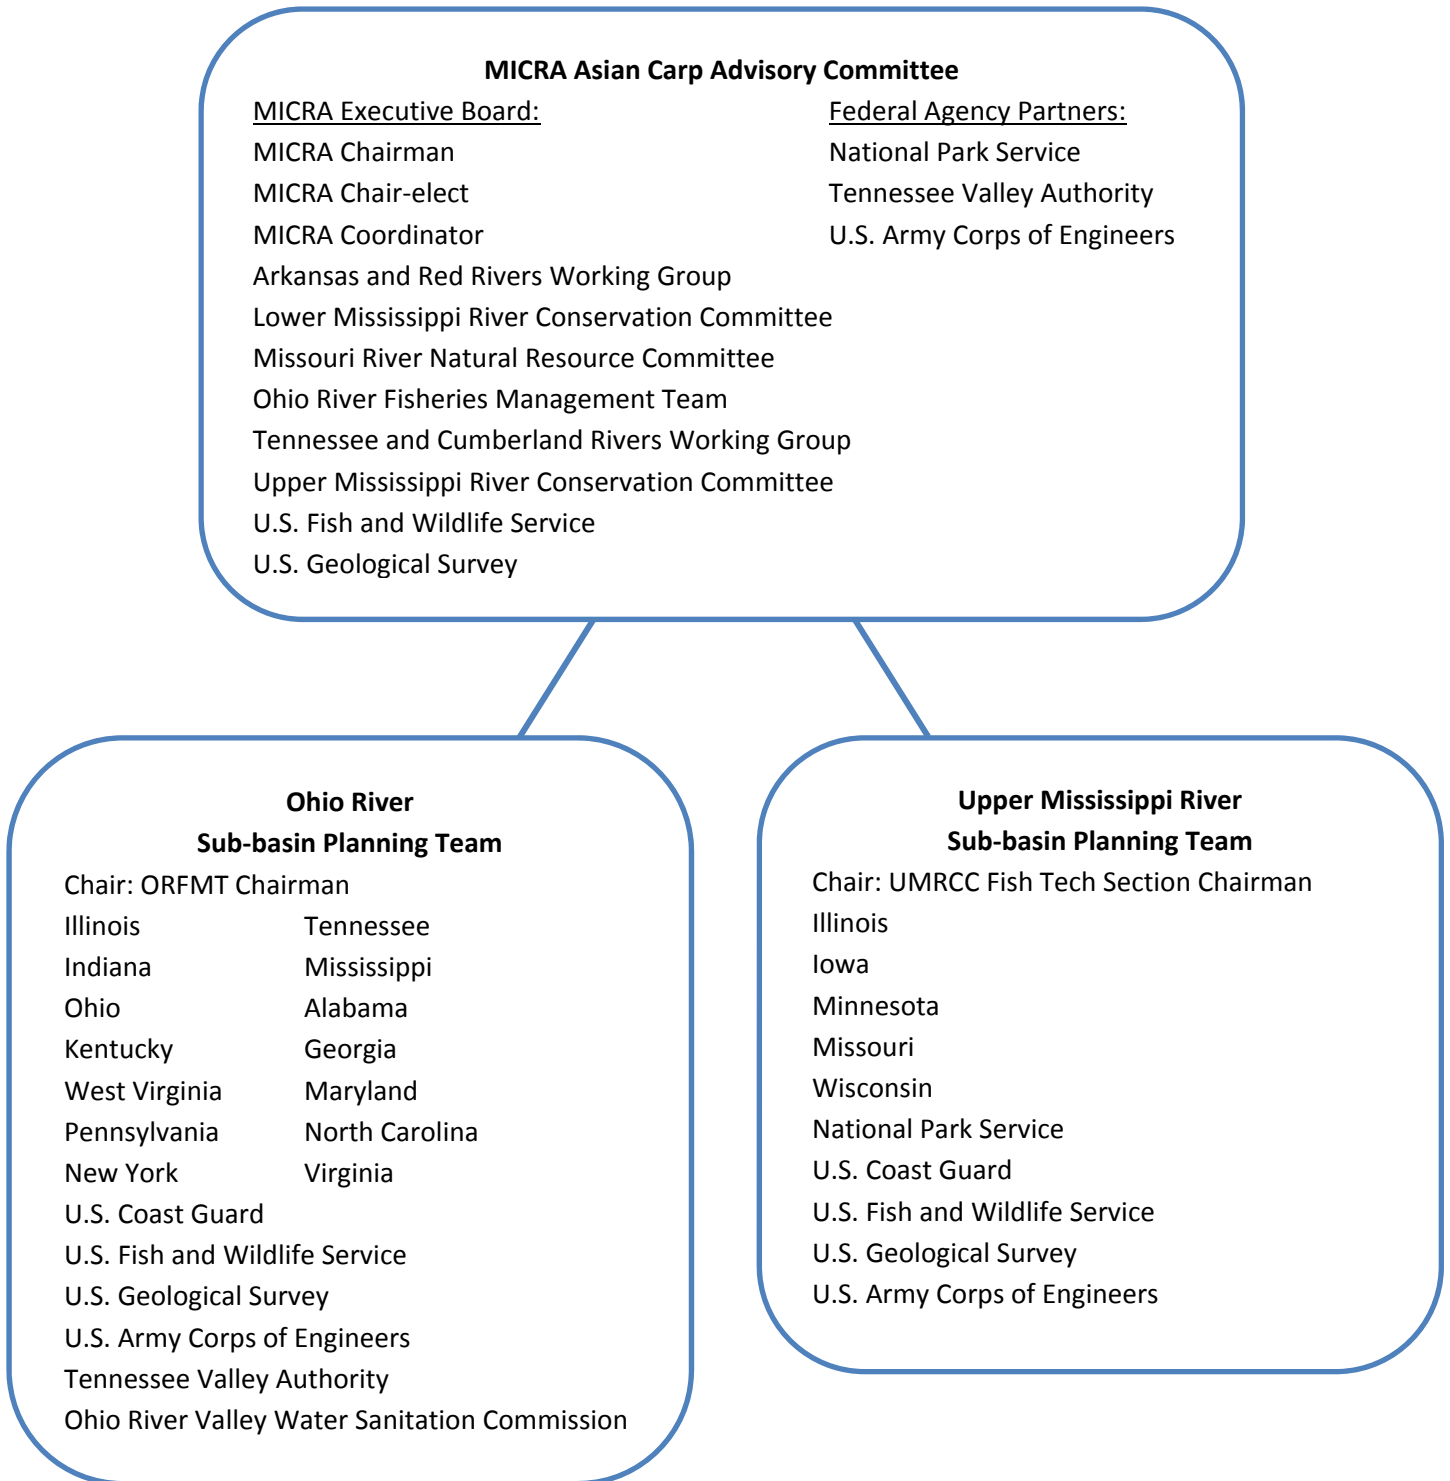 MICRA Asian Carp Advisory Committee
MICRA Executive Board:
MICRA Chairman
MICRA Chair-elect
MICRA Coordinator
Arkansas and Red Rivers Working Group
Lower Mississippi River Conservation Committee
Missouri River Natural Resource Committee
Ohio River Fisheries Management Team
Tennessee and Cumberland Rivers Working Group
Upper Mississippi River Conservation Committee
U.S. Fish and Wildlife Service
U.S. Geological Survey
Federal Agency Partners:
National Park Service
Tennessee Valley Authority
U.S. Army Corps of Engineers
Ohio River
Sub-basin Planning Team
Chair: ORFMT Chairman
Illinois Tennessee
Indiana Mississippi
Ohio Alabama
Kentucky Georgia
West Virginia Maryland
Pennsylvania North Carolina
New York Virginia
U.S. Coast Guard
U.S. Fish and Wildlife Service
U.S. Geological Survey
U.S. Army Corps of Engineers
Tennessee Valley Authority
Ohio River Valley Water Sanitation Commission
Upper Mississippi River
Sub-basin Planning Team
Chair: UMRCC Fish Tech Section Chairman
Illinois
Iowa
Minnesota
Missouri
Wisconsin
National Park Service
U.S. Coast Guard
U.S. Fish and Wildlife Service
U.S. Geological Survey
U.S. Army Corps of Engineers